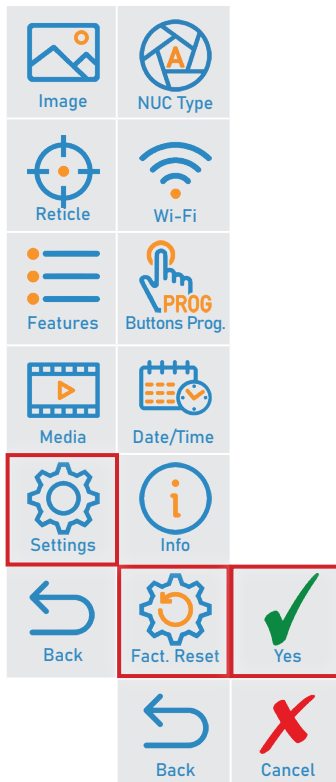 Image
A
NUC Type
Reticle
Wi-Fi
Features
PROG
Buttons Prog.
Media
Date/Time
Settings
i
Info
Back
Fact. Reset
Yes
Back
Cancel